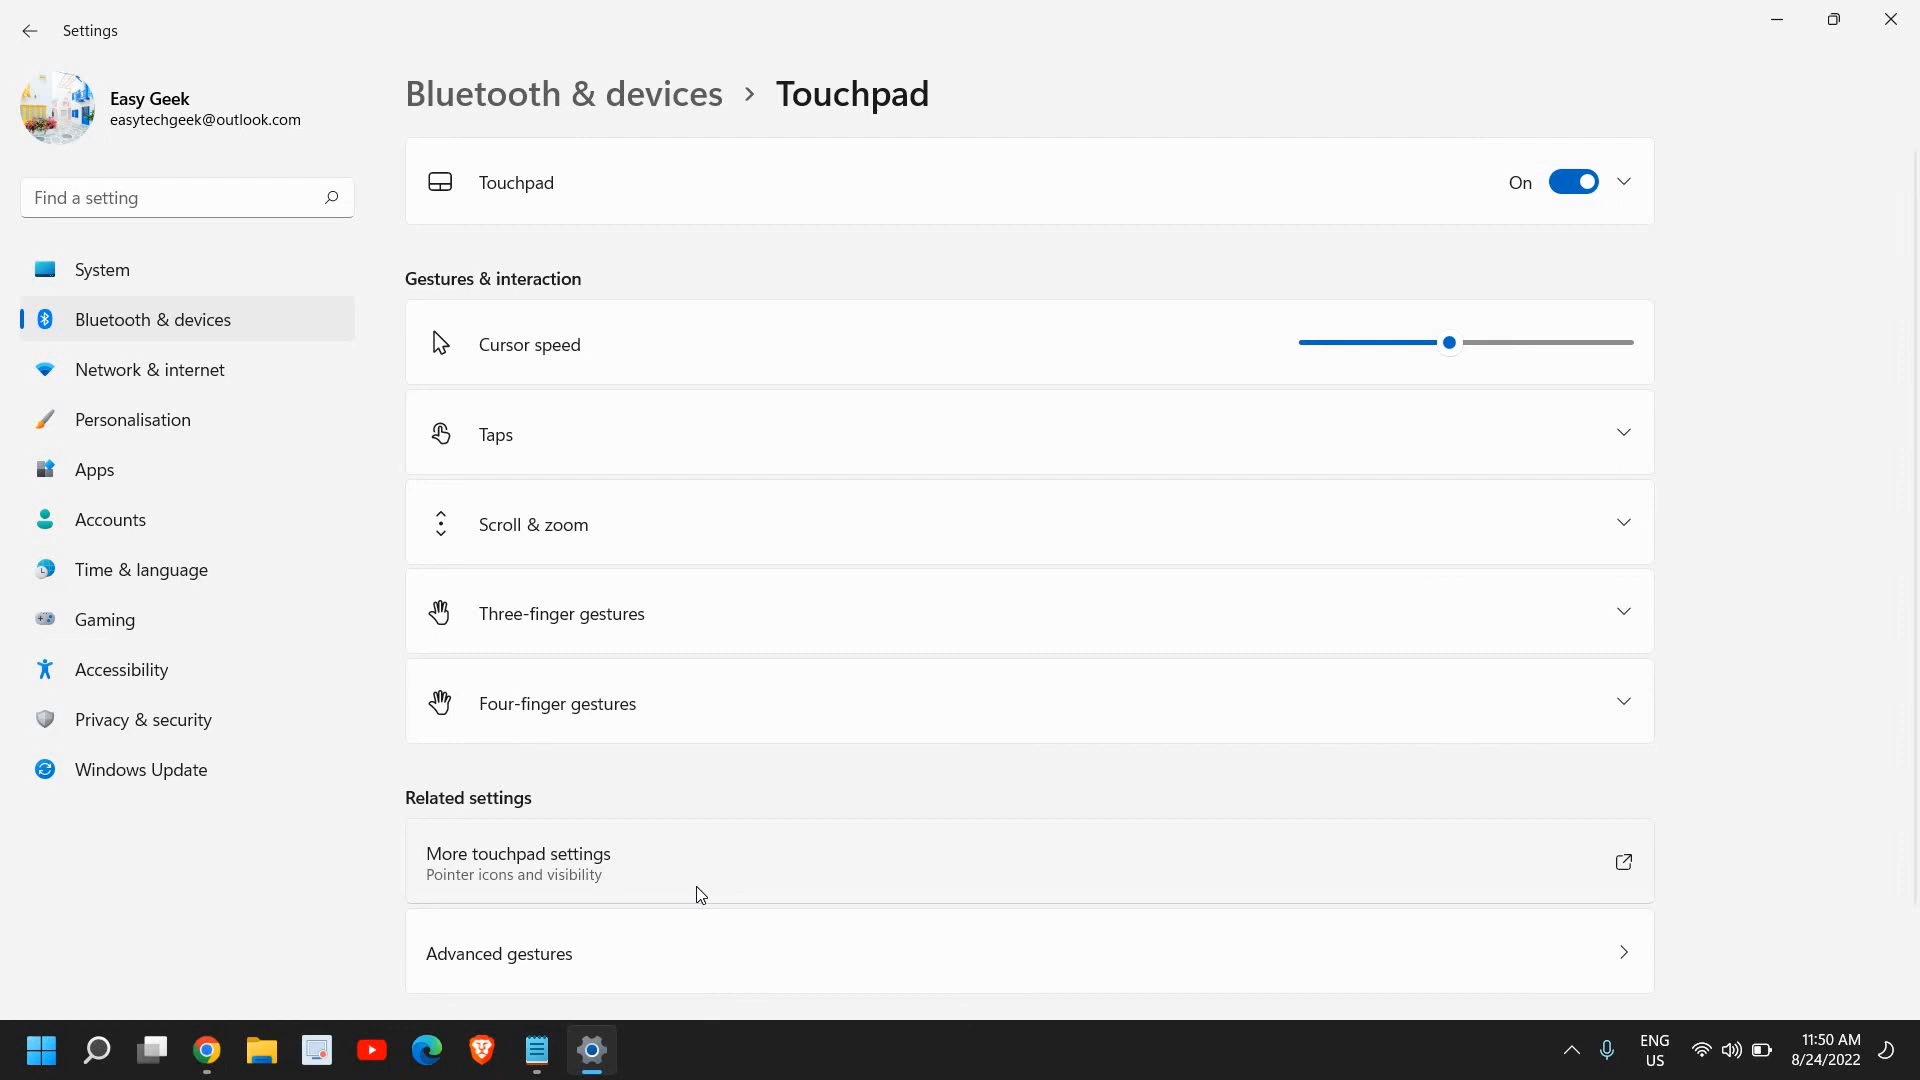 Settings
Easy Geek
easytechgeek@outlook.com
Find a setting
System
Bluetooth & devices
Network & internet
Personalisation
Apps
Accounts
Time & language
Gaming
Accessibility
Privacy & security
Windows Update
Bluetooth & devices > Touchpad
Touchpad On
Gestures & interaction
Cursor speed
Taps
Scroll & zoom
Three-finger gestures
Four-finger gestures
Related settings
More touchpad settings
Pointer icons and visibility
Advanced gestures
ENG
US
11:50 AM
8/24/2022